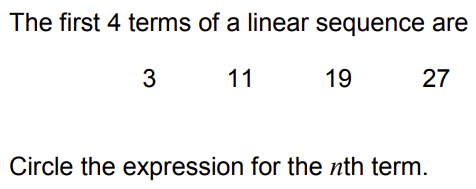 The first 4 terms of a linear sequence are
3 11 19 27
Circle the expression for the nth term.